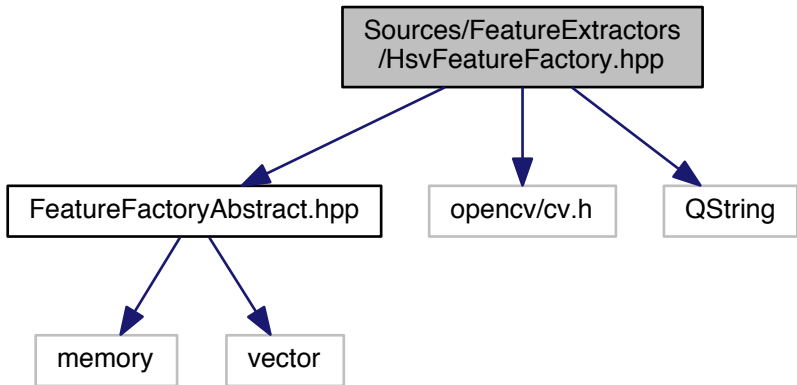 Sources/FeatureExtractors
/HsvFeatureFactory.hpp
FeatureFactoryAbstract.hpp
opencv/cv.h
QString
memory
vector